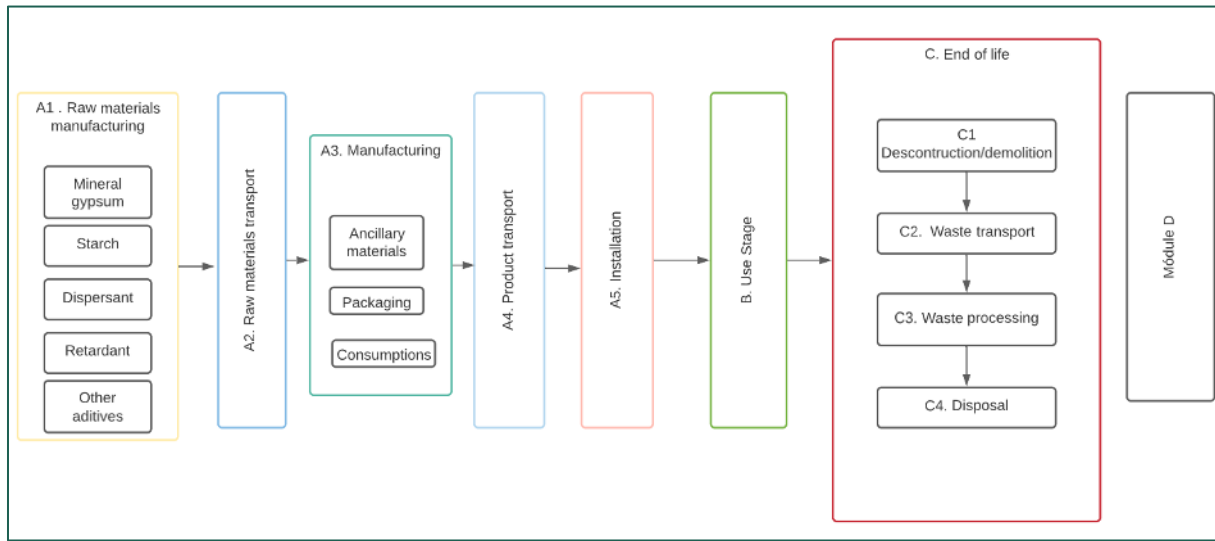 A1 . Raw materials
manufacturing
Mineral
gypsum
Starch
Dispersant
Retardant
Other
aditives
A2. Raw materials transport
A3. Manufacturing
Ancillary
materials
Packaging
Consumptions
A4. Product transport
A5. Installation
B. Use Stage
C. End of life
C1
Descontruction/demolition
C2. Waste transport
C3. Waste processing
C4. Disposal
Módule D